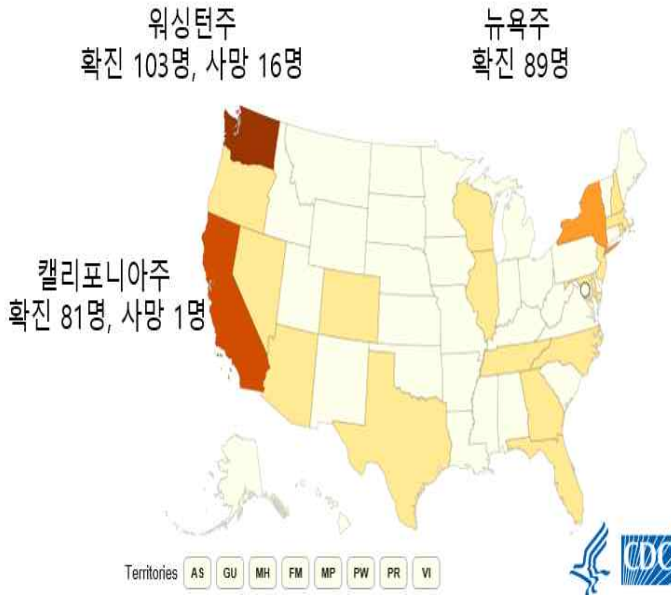 워싱턴주
확진 103명, 사망 16명
뉴욕주
확진 89명
캘리포니아주
확진 81명, 사망 1명
Territories AS GU MH FM MP PW PR VI
CDC